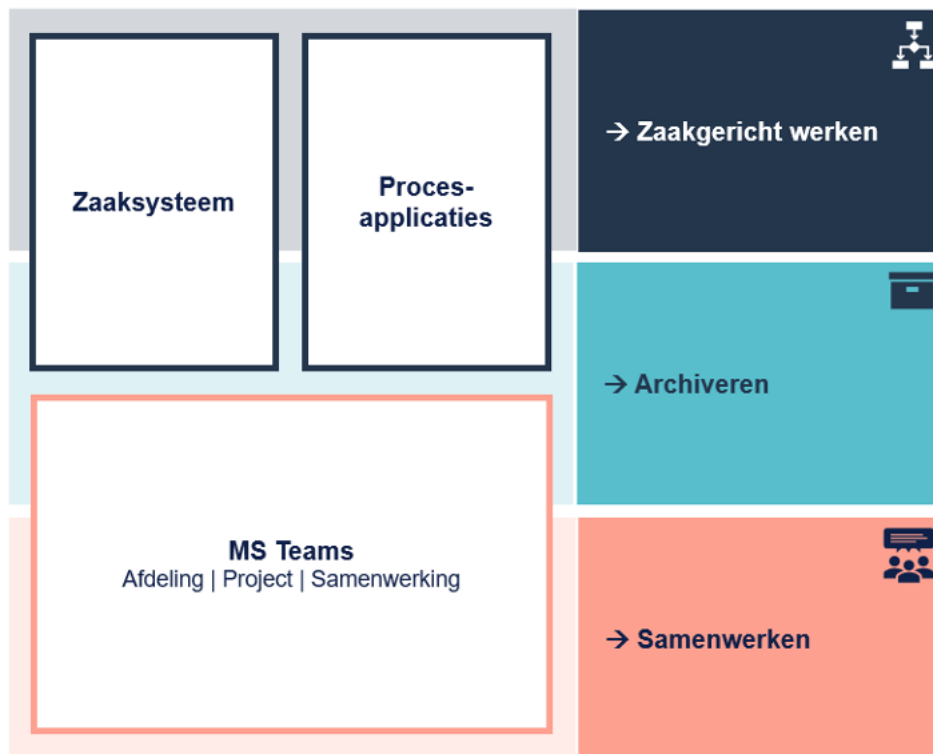 Zaaksysteem
Proces-
applicaties
→ Zaakgericht werken
→ Archiveren
MS Teams
Afdeling | Project | Samenwerking
→ Samenwerken